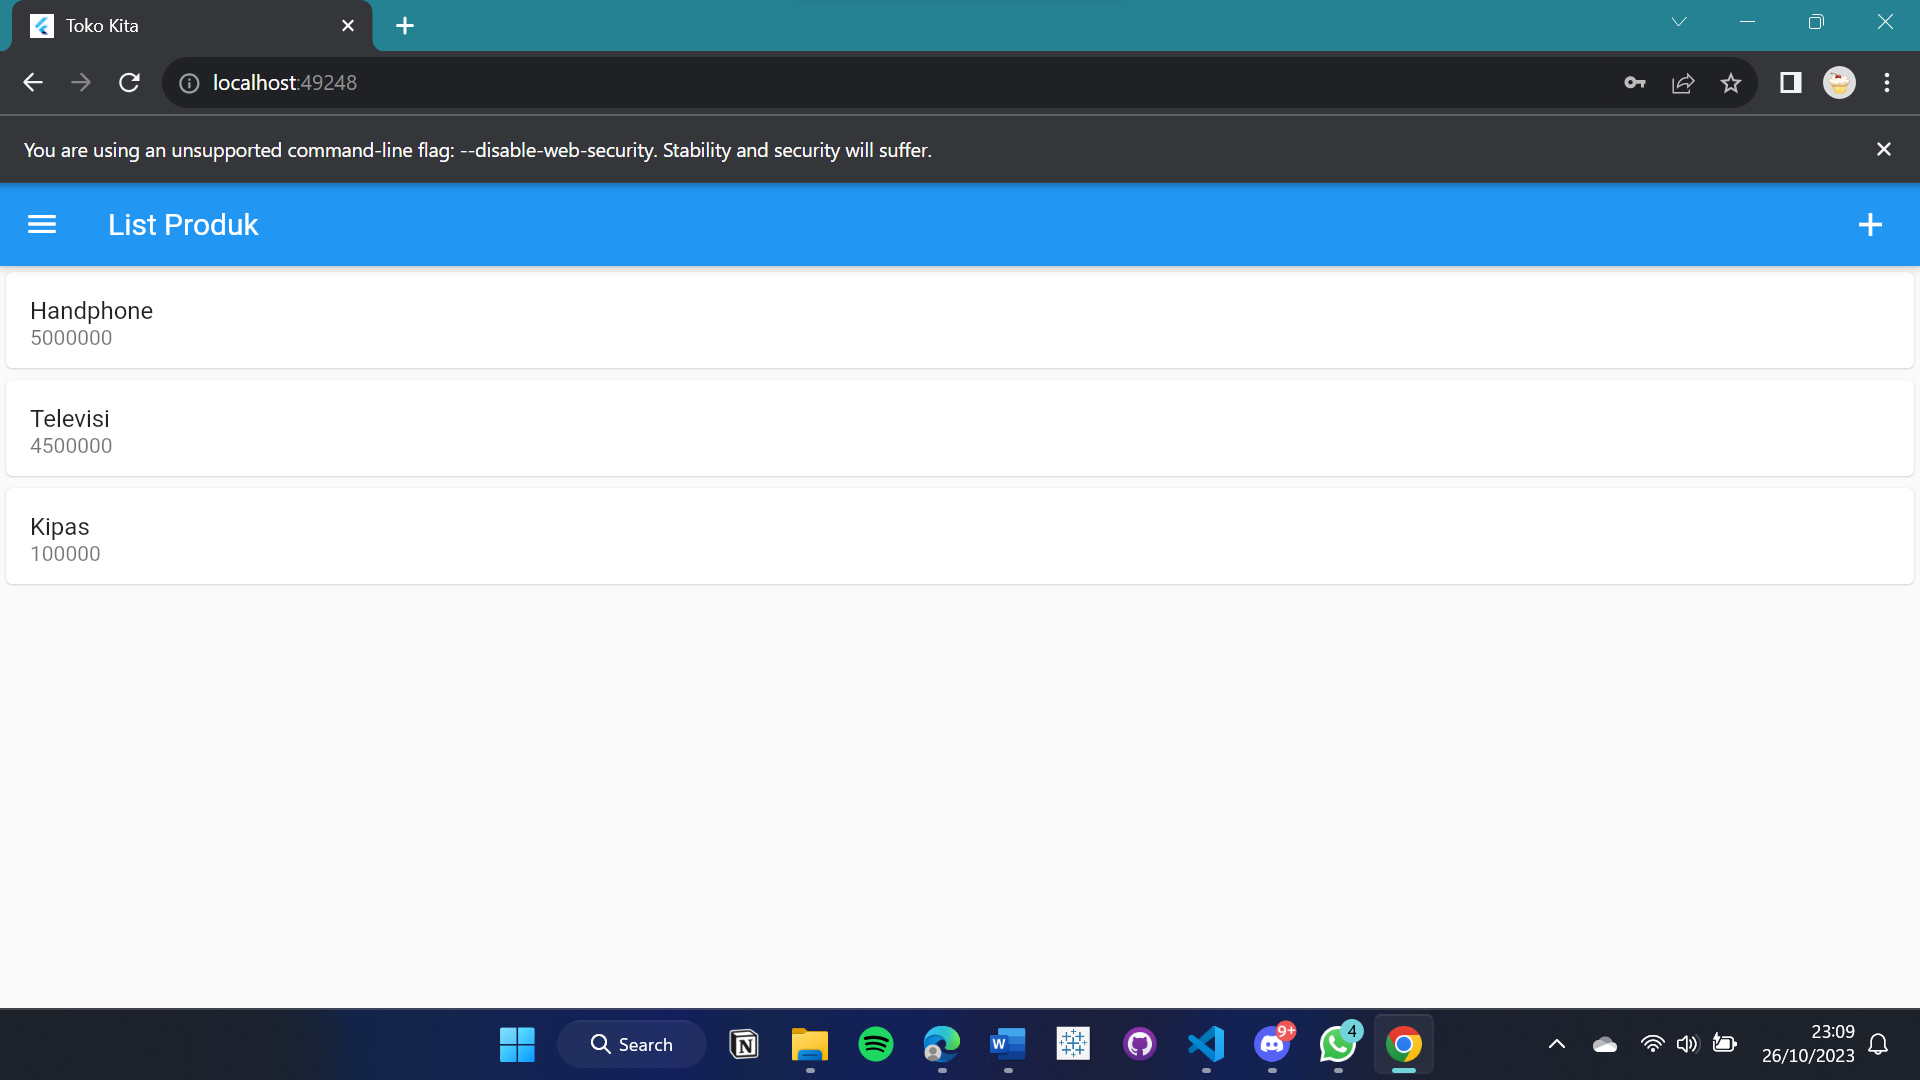 Toko Kita
localhost:49248
You are using an unsupported command-line flag: --disable-web-security. Stability and security will suffer.
List Produk
Handphone
5000000
Televisi
4500000
Kipas
100000
Search
9+
4
23:09
26/10/2023